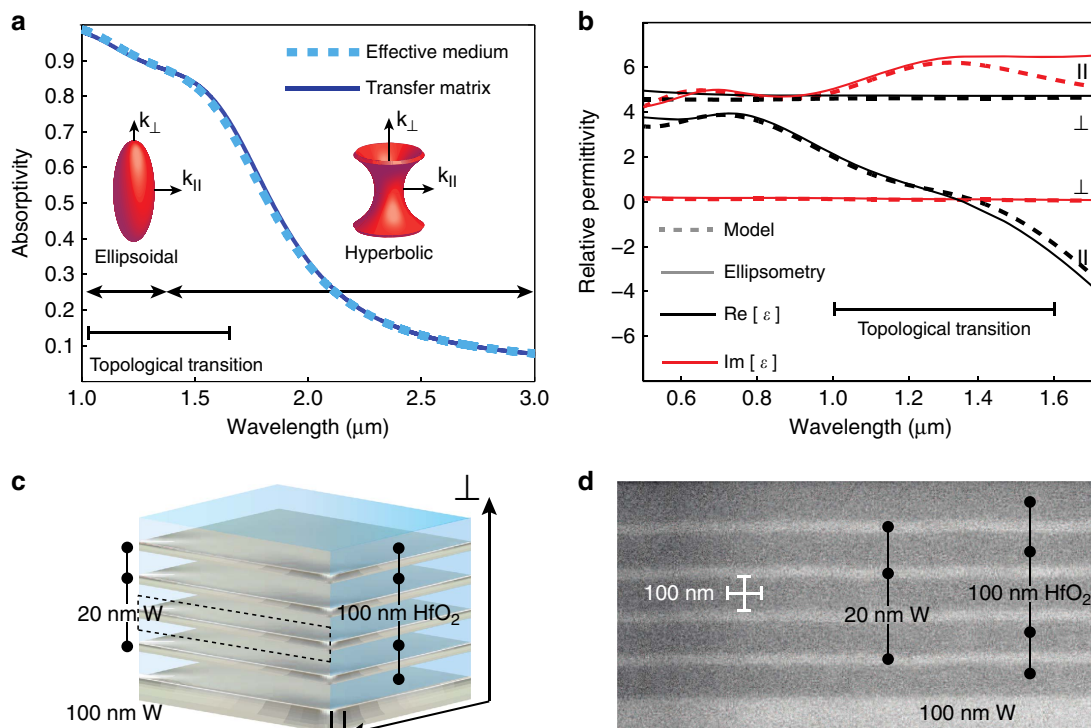 a
Effective medium
Transfer matrix
Absorptivity
0.9
0.8
0.7
0.6
0.5
0.4
0.3
0.2
0.1
k⊥
k||
Ellipsoidal
k⊥
k||
Hyperbolic
Topological transition
1.0 1.5 2.0 2.5 3.0
Wavelength (μm)
b
Relative permittivity
6
4
2
0
−2
−4
−6
||
⊥
⊥
||
Model
Ellipsometry
Re [ ε ]
Im [ ε ]
Topological transition
0.6 0.8 1.0 1.2 1.4 1.6
Wavelength (μm)
c
⊥
20 nm W
100 nm HfO2
100 nm W
d
100 nm
20 nm W
100 nm HfO2
100 nm W